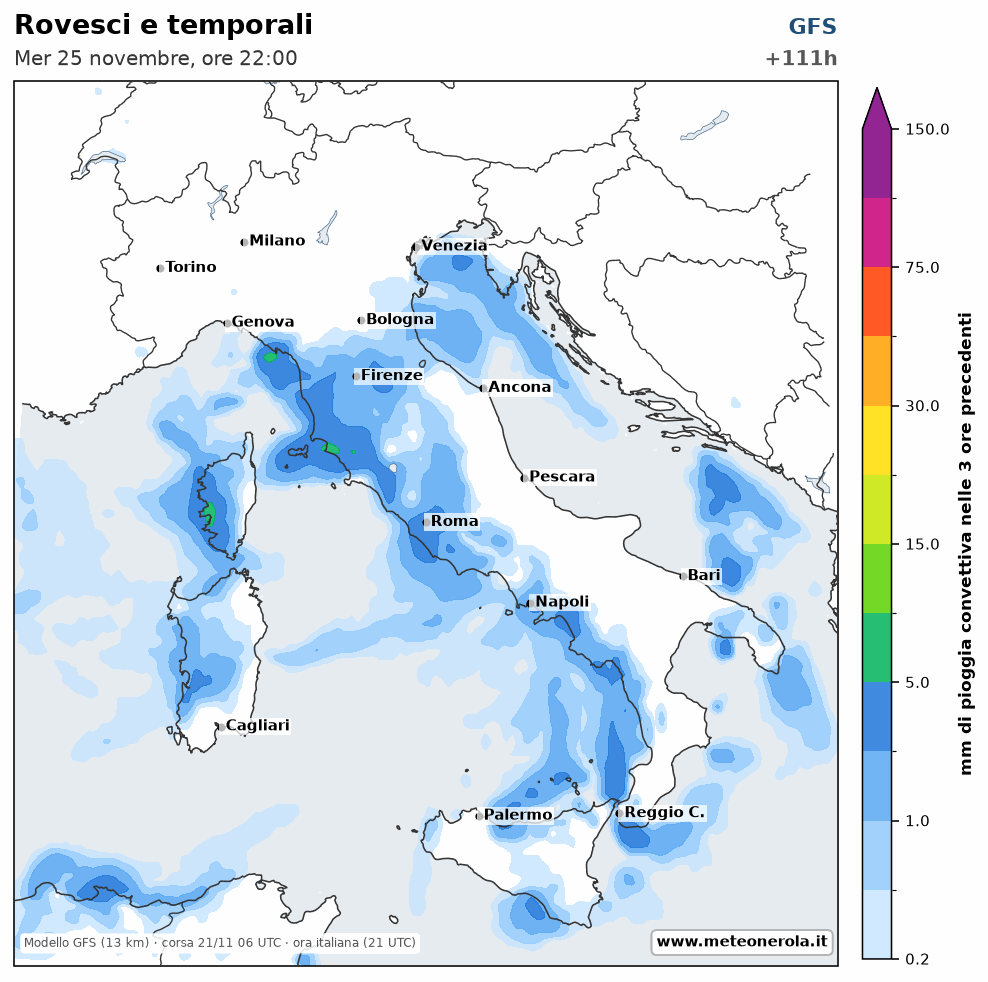 Rovesci e temporali
GFS
Mer 25 novembre, ore 22:00
+111h
150.0
75.0
30.0
15.0
5.0
1.0
0.2
mm di pioggia convettiva nelle 3 ore precedenti
Venezia
Milano
Torino
Bologna
Genova
Firenze
Ancona
Pescara
Roma
Bari
Napoli
Cagliari
Palermo
Reggio C.
Modello GFS (13 km) · corsa 21/11 06 UTC · ora italiana (21 UTC)
www.meteonerola.it